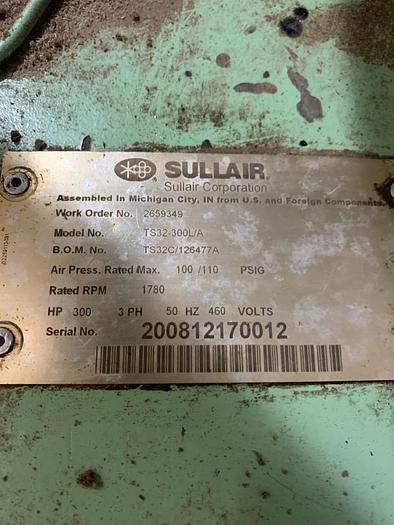 SULLAIR.
Sullair Corporation
Assembled in Michigan City, IN from U.S. and Foreign Components.
Work Order No. 2659349
Model No. TS32-300L/A
B.O.M. No. TS32C/126477A
Air Press. Rated Max. 100 /110 PSIG
Rated RPM 1780
HP 300 3 PH 50 HZ 460 VOLTS
Serial No. 200812170012